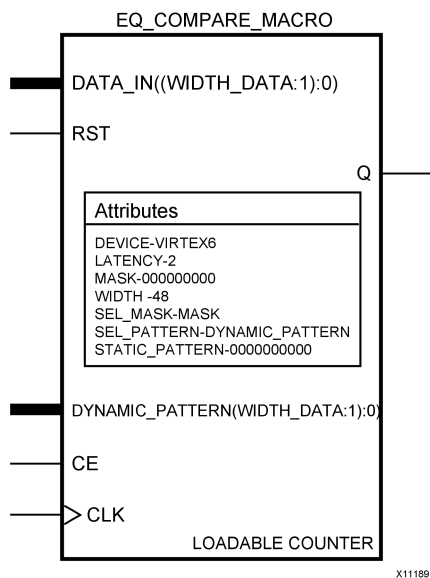 EQ_COMPARE_MACRO
DATA_IN((WIDTH_DATA:1):0)
RST
Q
Attributes
DEVICE-VIRTEX6
LATENCY-2
MASK-000000000
WIDTH -48
SEL_MASK-MASK
SEL_PATTERN-DYNAMIC_PATTERN
STATIC_PATTERN-0000000000
DYNAMIC_PATTERN(WIDTH_DATA:1):0)
CE
CLK
LOADABLE COUNTER
X11189